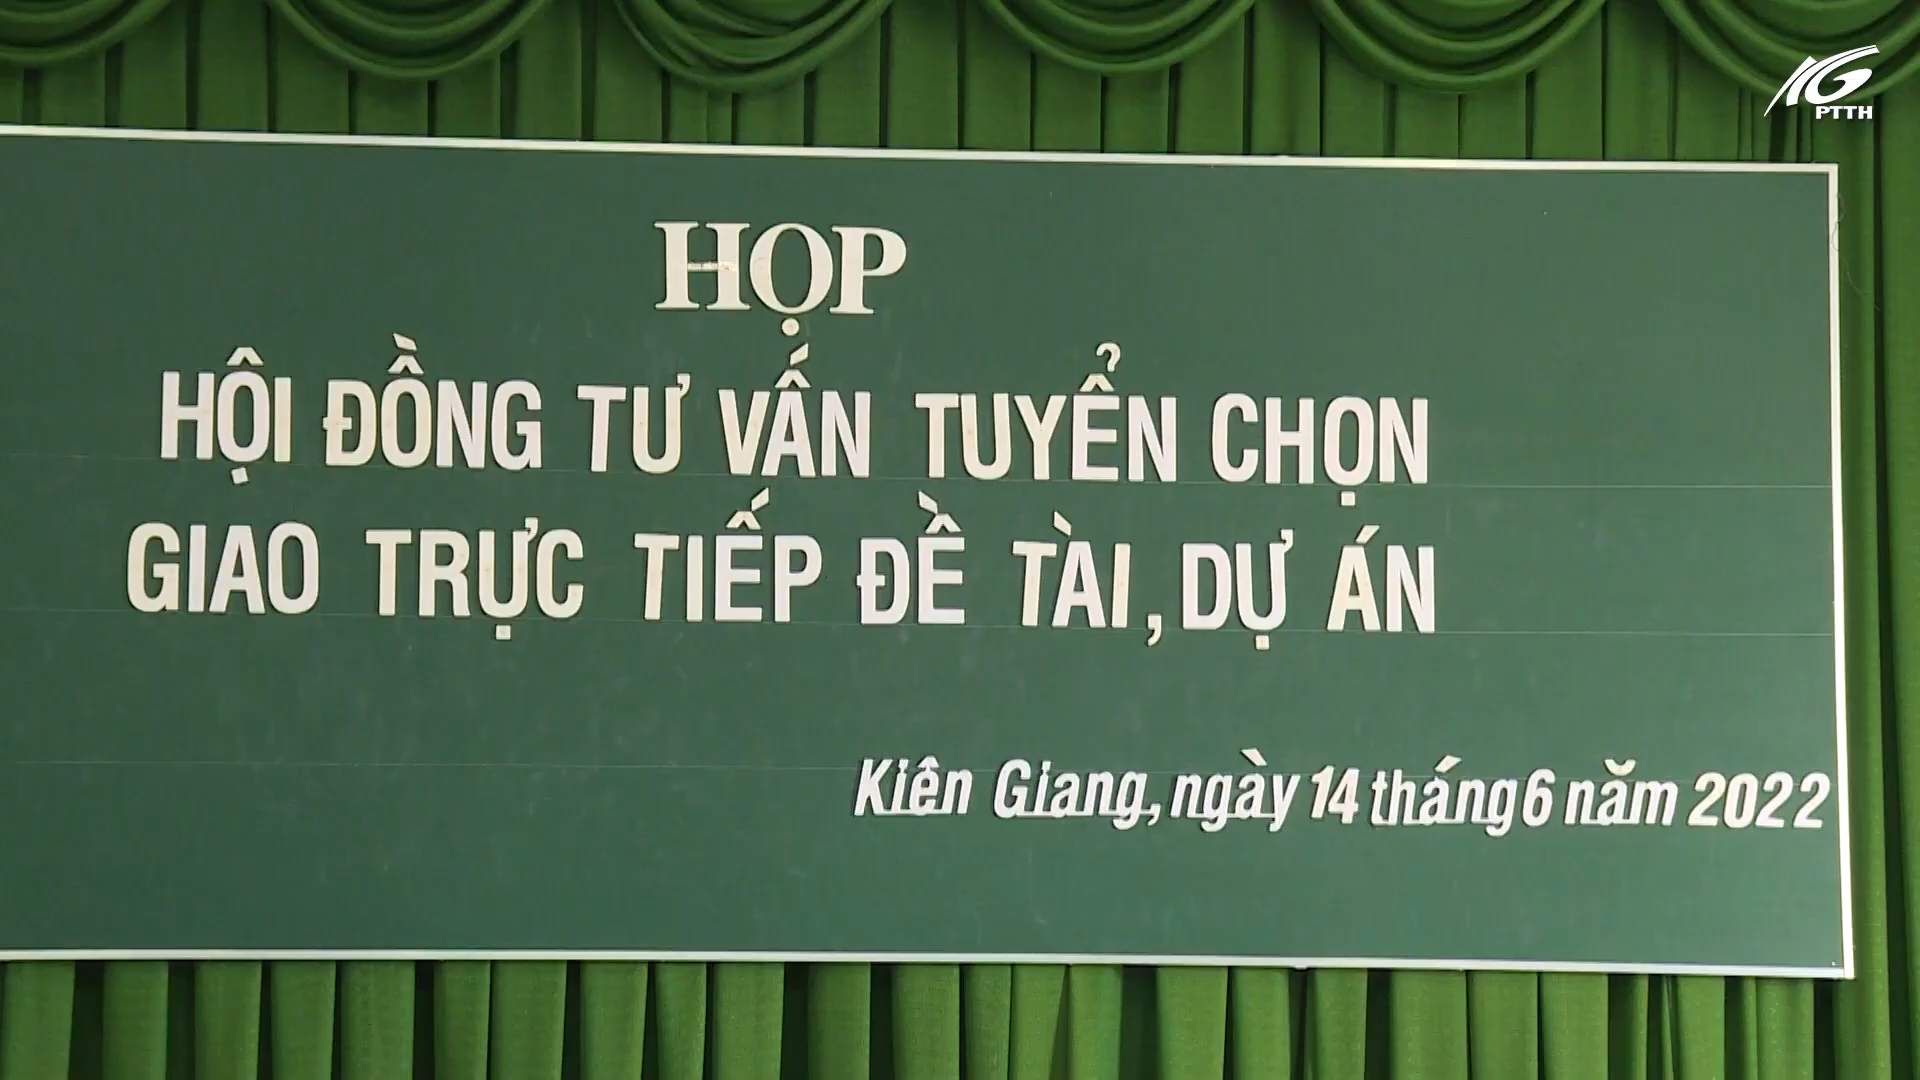 KG
PTTH
HỌP
HỘI ĐỒNG TƯ VẤN TUYỂN CHỌN
GIAO TRỰC TIẾP ĐỀ TÀI, DỰ ÁN
Kiên Giang, ngày 14 tháng 6 năm 2022